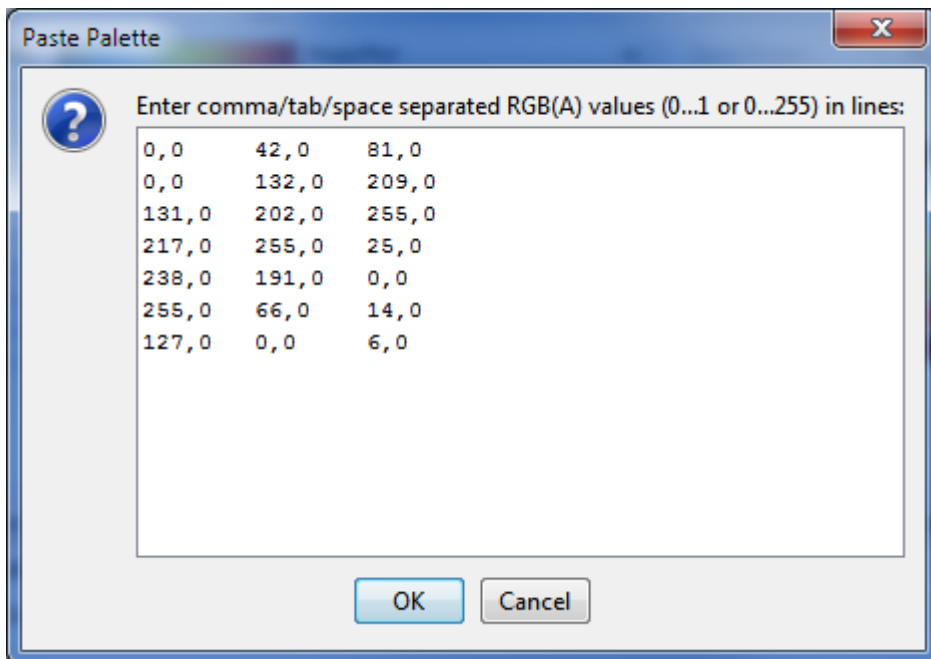 Paste Palette
Enter comma/tab/space separated RGB(A) values (0...1 or 0...255) in lines:
0,0 42,0 81,0
0,0 132,0 209,0
131,0 202,0 255,0
217,0 255,0 25,0
238,0 191,0 0,0
255,0 66,0 14,0
127,0 0,0 6,0
OK Cancel